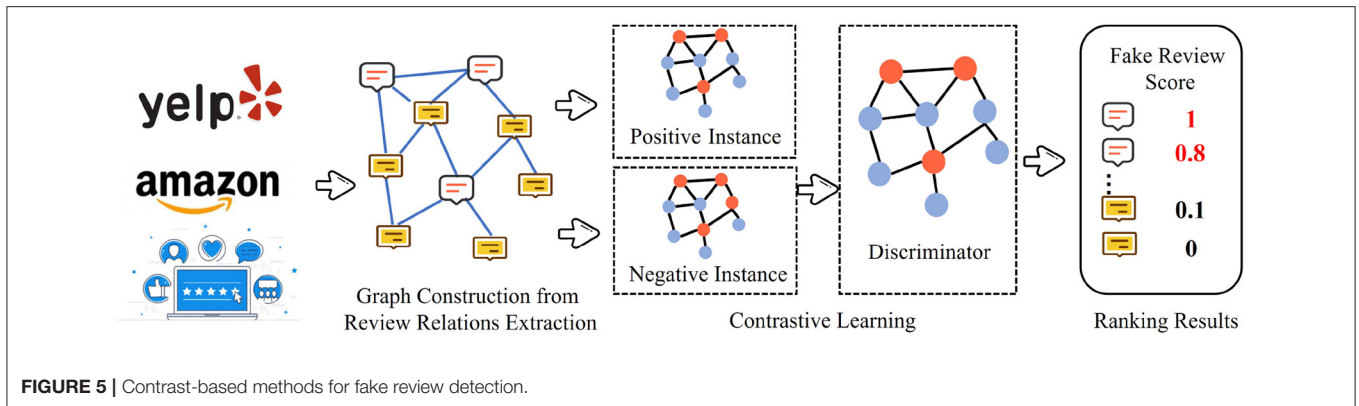 yelp
amazon
Graph Construction from
Review Relations Extraction
Positive Instance
Negative Instance
Contrastive Learning
Discriminator
Fake Review
Score
1
0.8
0.1
0
Ranking Results
FIGURE 5 | Contrast-based methods for fake review detection.